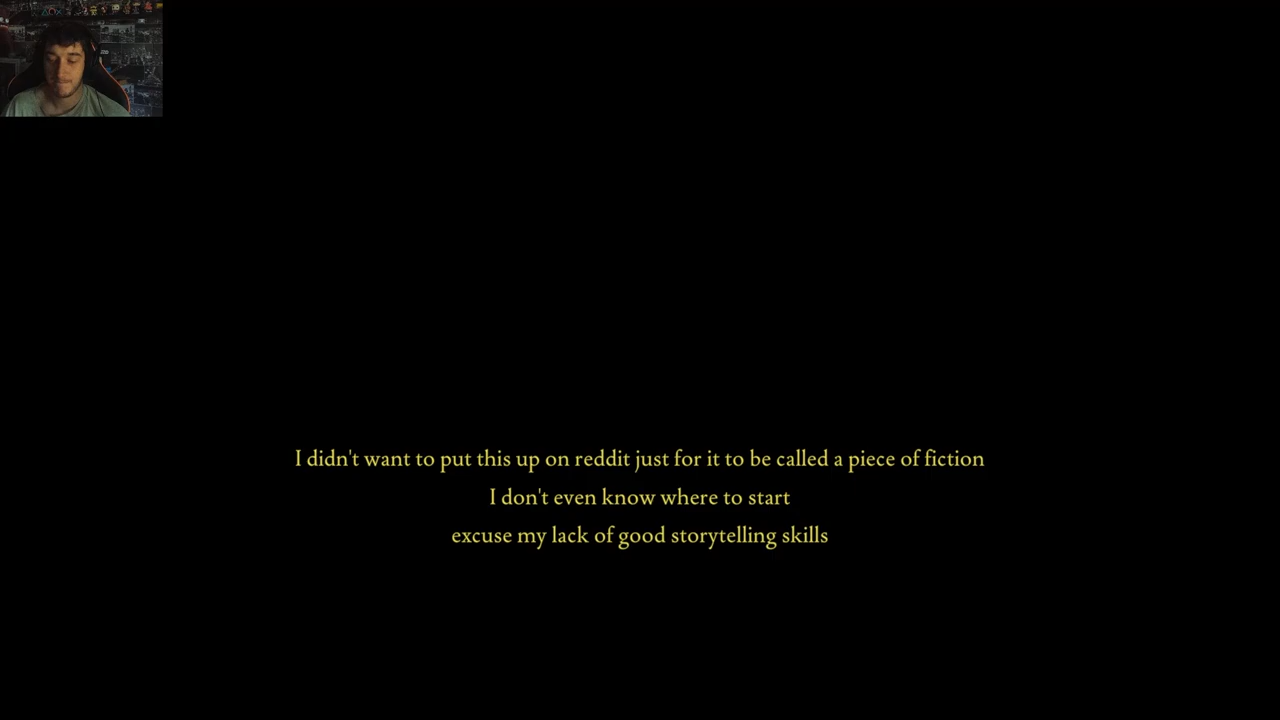 I didn't want to put this up on reddit just for it to be called a piece of fiction
I don't even know where to start
excuse my lack of good storytelling skills